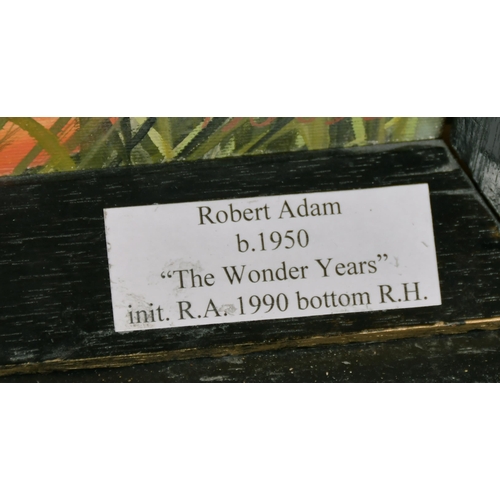 Robert Adam
b.1950
“The Wonder Years”
init. R.A. 1990 bottom R.H.